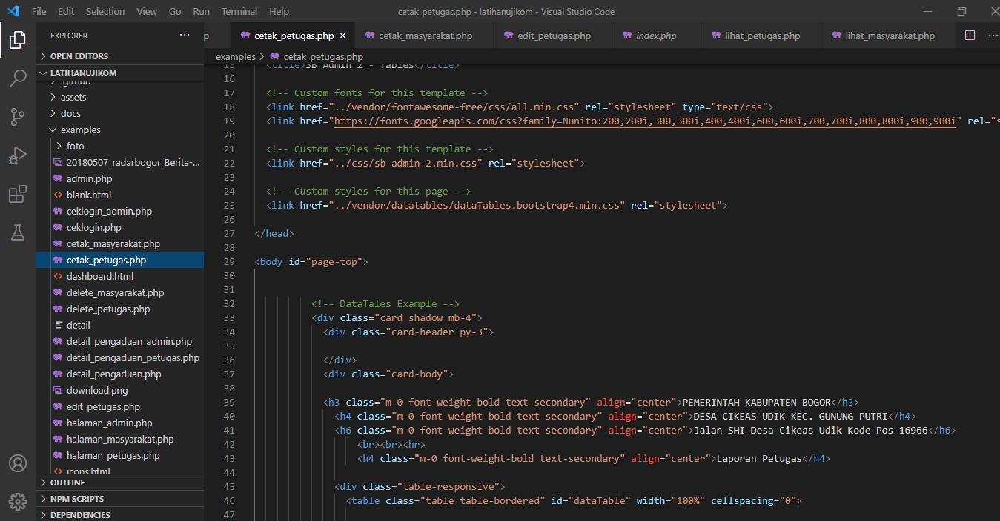 File Edit Selection View Go Run Terminal Help cetak_petugas.php - latihanujikom - Visual Studio Code
EXPLORER ...
p cetak_petugas.php cetak_masyarakat.php edit_petugas.php index.php lihat_petugas.php lihat_masyarakat.php ...
OPEN EDITORS
examples > cetak_petugas.php
LATIHANUJIKOM
.github
assets
docs
examples
foto
20180507_radarbogor_Berita-...
admin.php
blank.html
ceklogin_admin.php
ceklogin.php
cetak_masyarakat.php
cetak_petugas.php
dashboard.html
delete_masyarakat.php
delete_petugas.php
detail
detail_pengaduan_admin.php
detail_pengaduan_petugas.php
detail_pengaduan.php
download.png
edit_petugas.php
halaman_admin.php
halaman_masyarakat.php
halaman_petugas.php
icons.html
OUTLINE
NPM SCRIPTS
DEPENDENCIES
15 <title>SB Admin 2 - Tables</title>
16
17 <!-- Custom fonts for this template -->
18 <link href="../vendor/fontawesome-free/css/all.min.css" rel="stylesheet" type="text/css">
19 <link href="https://fonts.googleapis.com/css?family=Nunito:200,200i,300,300i,400,400i,600,600i,700,700i,800,800i,900,900i" rel="s
20
21 <!-- Custom styles for this template -->
22 <link href="../css/sb-admin-2.min.css" rel="stylesheet">
23
24 <!-- Custom styles for this page -->
25 <link href="../vendor/datatables/dataTables.bootstrap4.min.css" rel="stylesheet">
26
27 </head>
28
29 <body id="page-top">
30
31
32 <!-- DataTales Example -->
33 <div class="card shadow mb-4">
34 <div class="card-header py-3">
35
36 </div>
37 <div class="card-body">
38
39 <h3 class="m-0 font-weight-bold text-secondary" align="center">PEMERINTAH KABUPATEN BOGOR</h3>
40 <h4 class="m-0 font-weight-bold text-secondary" align="center">DESA CIKEAS UDIK KEC. GUNUNG PUTRI</h4>
41 <h6 class="m-0 font-weight-bold text-secondary" align="center">Jalan SHI Desa Cikeas Udik Kode Pos 16966</h6>
42 <br><br><hr>
43 <h4 class="m-0 font-weight-bold text-secondary" align="center">Laporan Petugas</h4>
44
45 <div class="table-responsive">
46 <table class="table table-bordered" id="dataTable" width="100%" cellspacing="0">
47